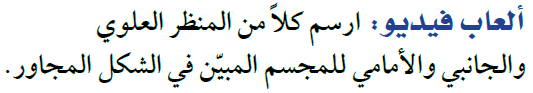 ألعاب فيديو: ارسم كلاً من المنظر العلوي
والجانبي والأمامي للمجسم المبيّن في الشكل المجاور.